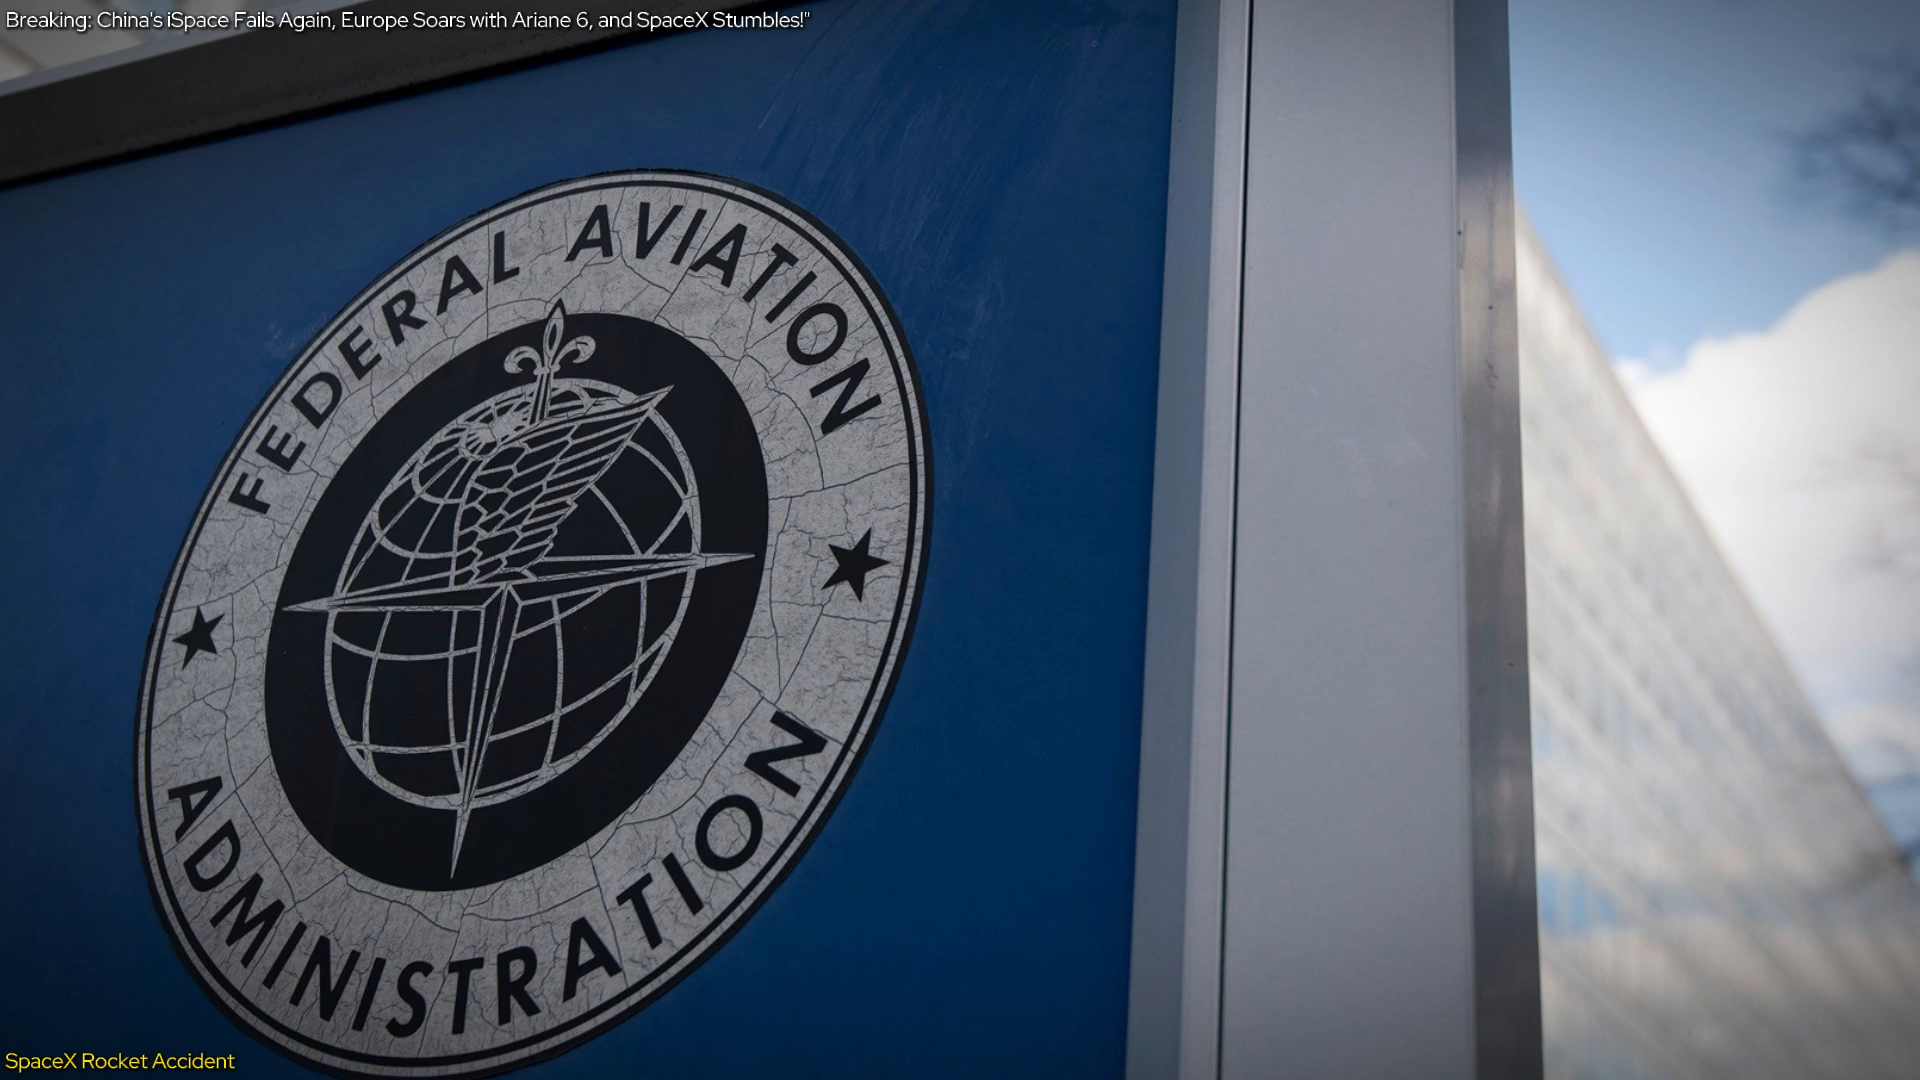 Breaking: China's iSpace Fails Again, Europe Soars with Ariane 6, and SpaceX Stumbles!"
FEDERAL AVIATION
ADMINISTRATION
SpaceX Rocket Accident